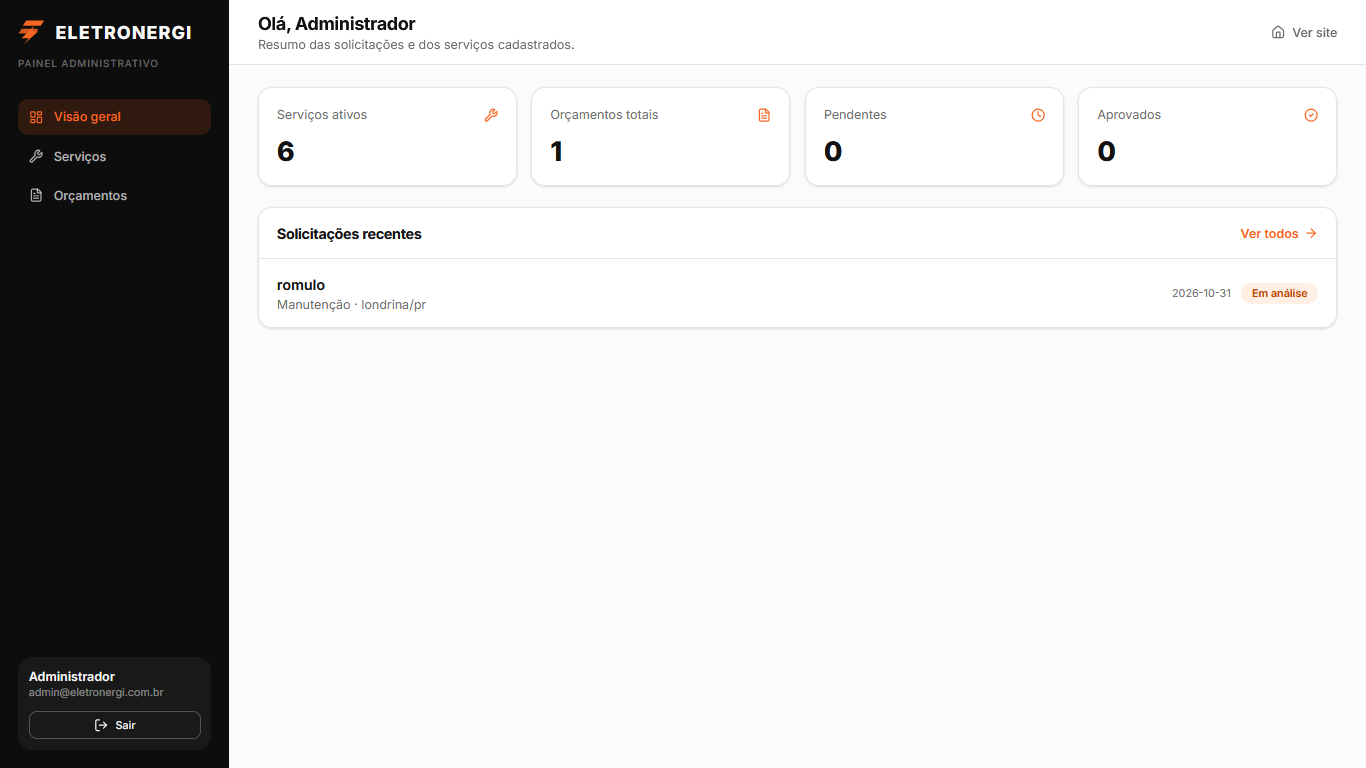 ELETRONERGI
PAINEL ADMINISTRATIVO
Visão geral
Serviços
Orçamentos
Administrador
admin@eletronergi.com.br
Sair
Olá, Administrador
Resumo das solicitações e dos serviços cadastrados.
Ver site
Serviços ativos
6
Orçamentos totais
1
Pendentes
0
Aprovados
0
Solicitações recentes
Ver todos
romulo
Manutenção · londrina/pr
2026-10-31
Em análise